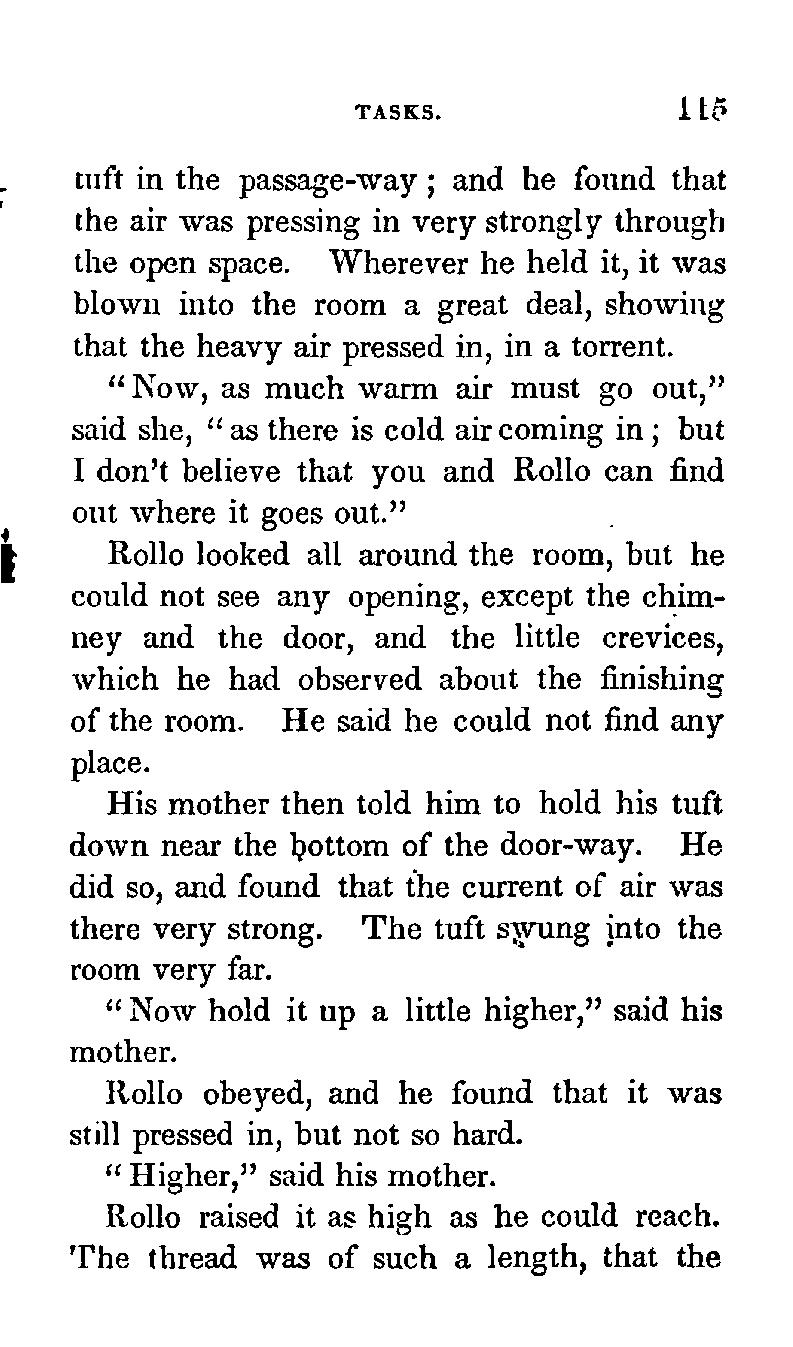 TASKS. 115
tuft in the passage-way ; and he found that
the air was pressing in very strongly through
the open space. Wherever he held it, it was
blown into the room a great deal, showing
that the heavy air pressed in, in a torrent.
“Now, as much warm air must go out,”
said she, “as there is cold air coming in ; but
I don’t believe that you and Rollo can find
out where it goes out.”
Rollo looked all around the room, but he
could not see any opening, except the chim-
ney and the door, and the little crevices,
which he had observed about the finishing
of the room. He said he could not find any
place.
His mother then told him to hold his tuft
down near the bottom of the door-way. He
did so, and found that the current of air was
there very strong. The tuft swung into the
room very far.
“Now hold it up a little higher,” said his
mother.
Rollo obeyed, and he found that it was
still pressed in, but not so hard.
“Higher,” said his mother.
Rollo raised it as high as he could reach.
The thread was of such a length, that the